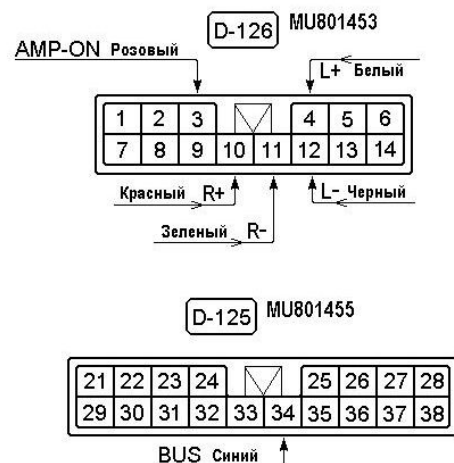 D-126 MU801453
AMP-ON Розовый
L+ Белый
1 2 3 4 5 6
7 8 9 10 11 12 13 14
Красный R+ L- Черный
Зеленый R-
D-125 MU801455
21 22 23 24 25 26 27 28
29 30 31 32 33 34 35 36 37 38
BUS Синий